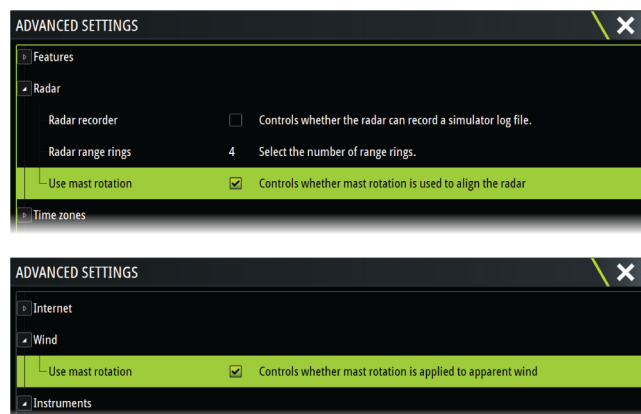 ADVANCED SETTINGS
Features
Radar
Radar recorder Controls whether the radar can record a simulator log file.
Radar range rings 4 Select the number of range rings.
Use mast rotation Controls whether mast rotation is used to align the radar
Time zones
ADVANCED SETTINGS
Internet
Wind
Use mast rotation Controls whether mast rotation is applied to apparent wind
Instruments